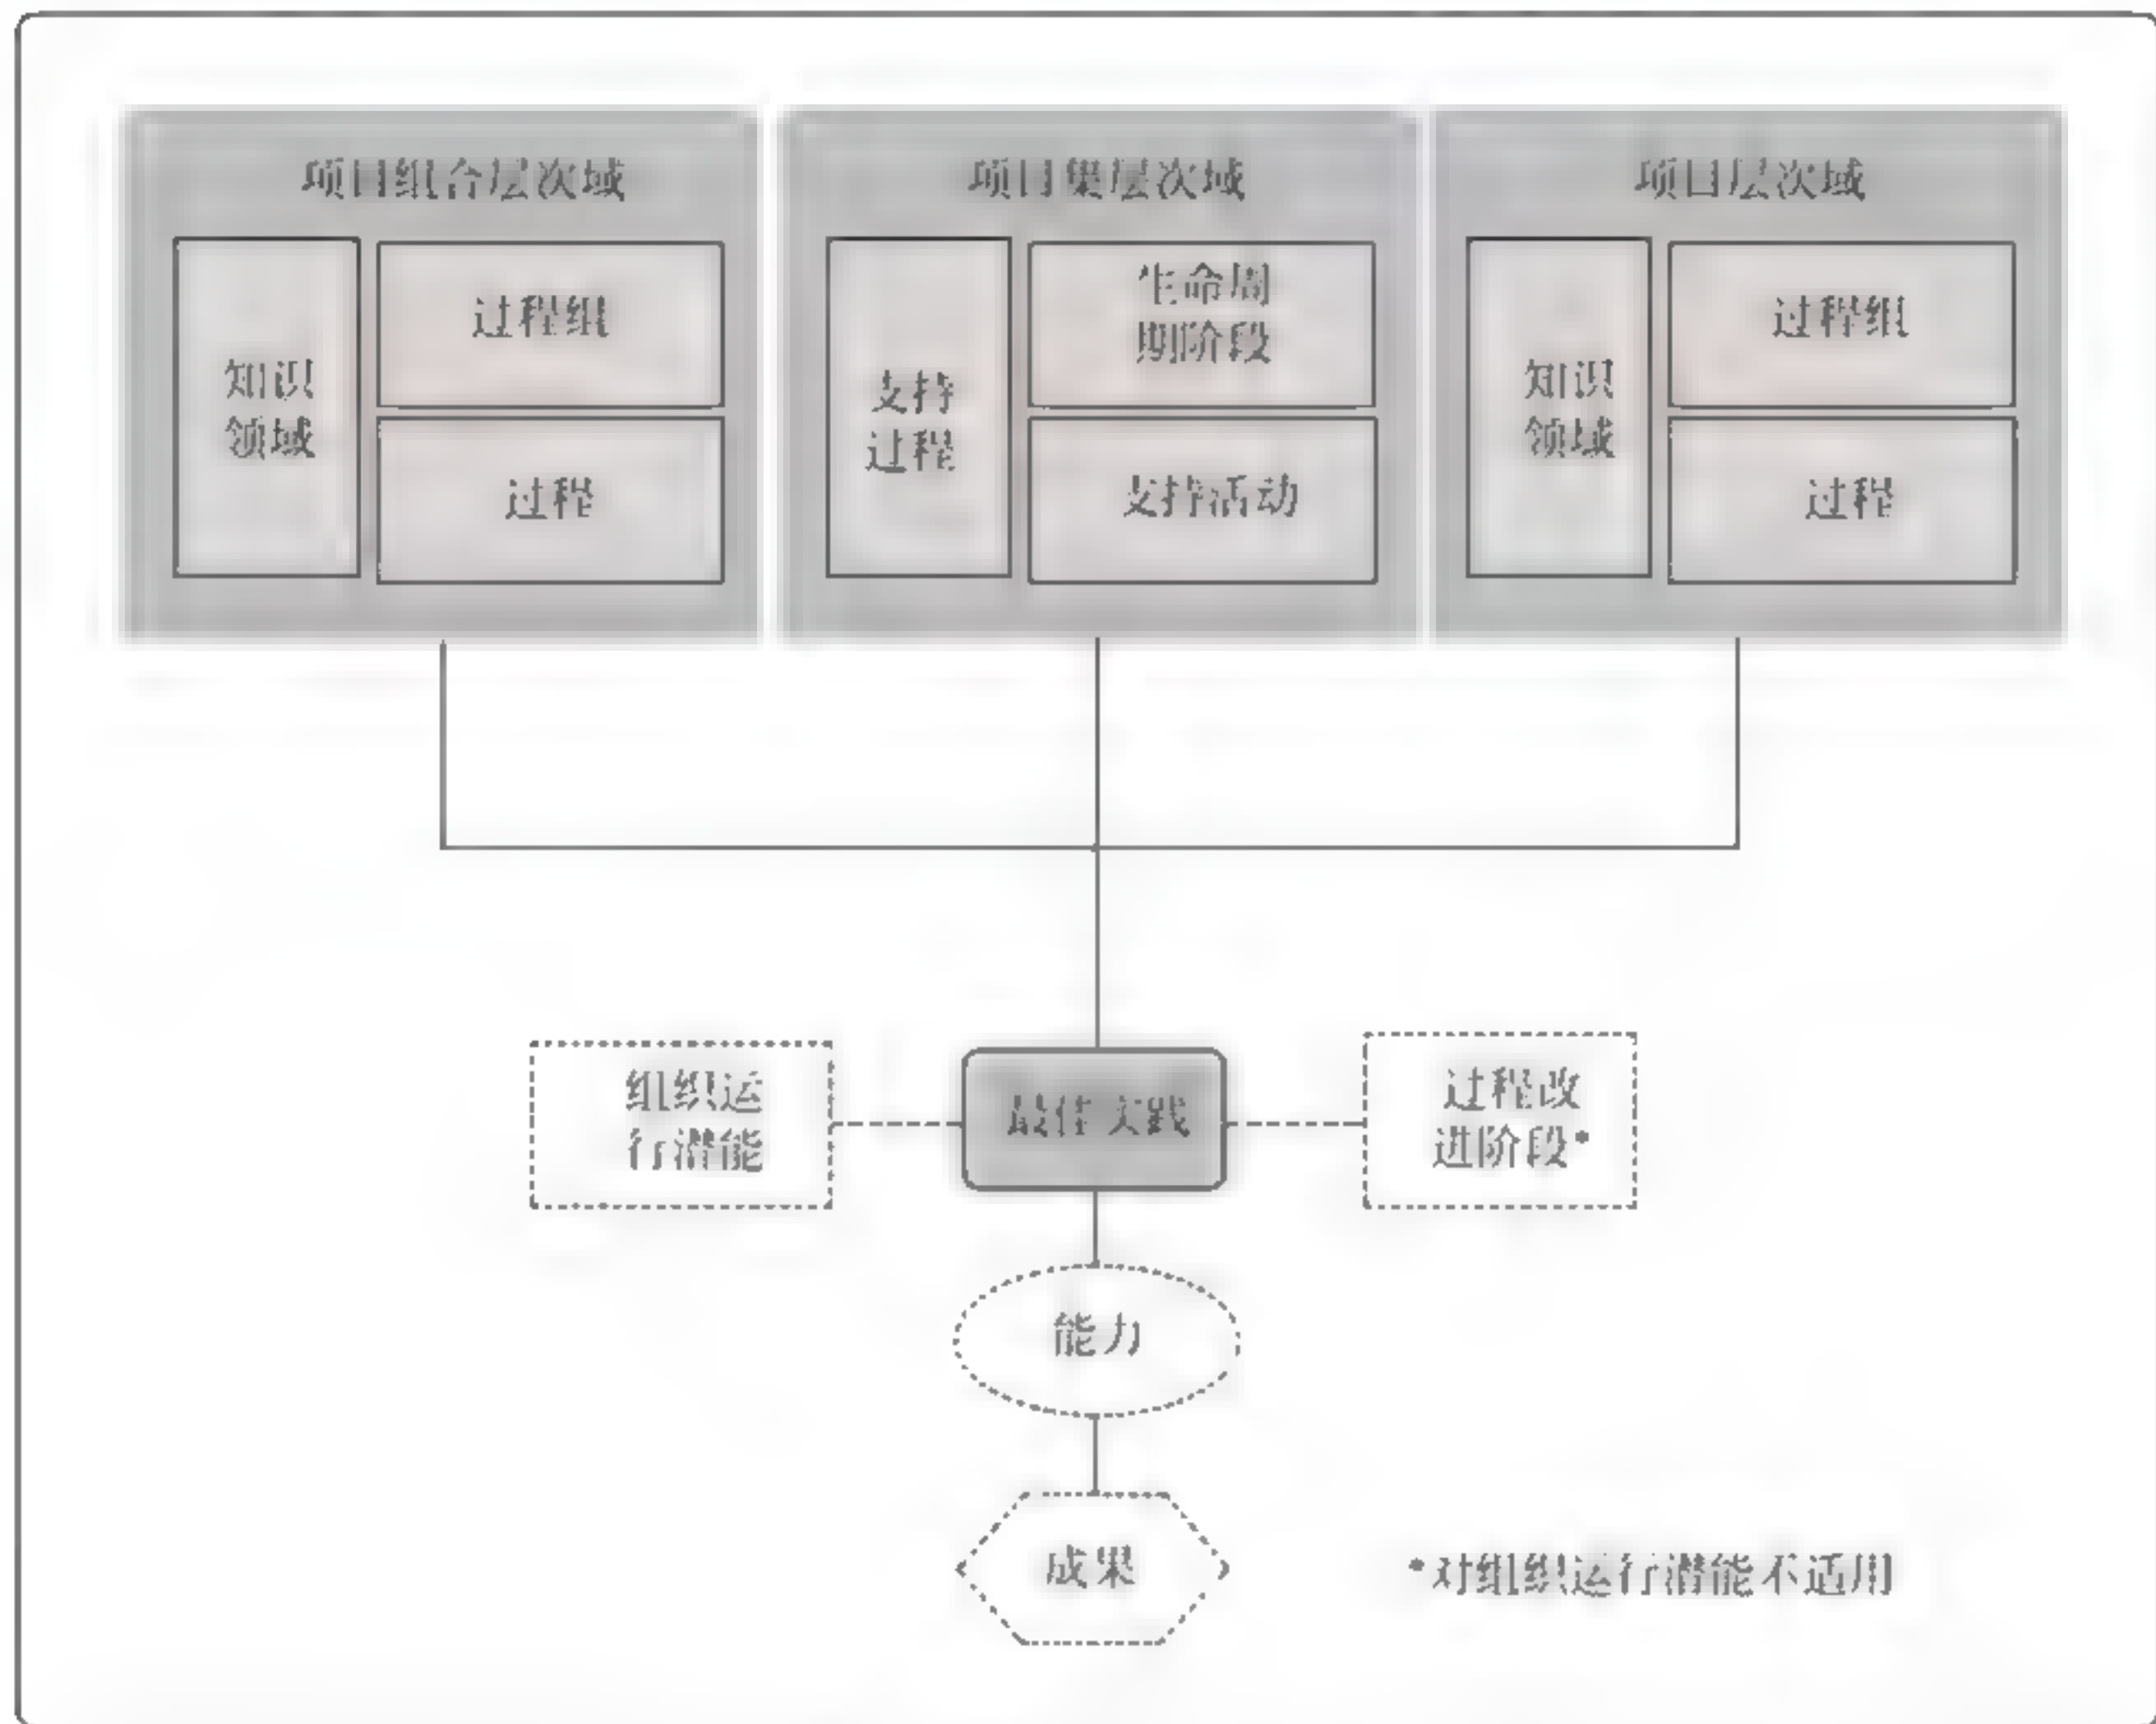 项目组合层次域
知识
领域
过程组
过程
项目集层次域
支持
过程
生命周
期阶段
支持活动
项目层次域
知识
领域
过程组
过程
组织运
行潜能
最佳实践
过程改
进阶段*
能力
成果
*对组织运行潜能不适用